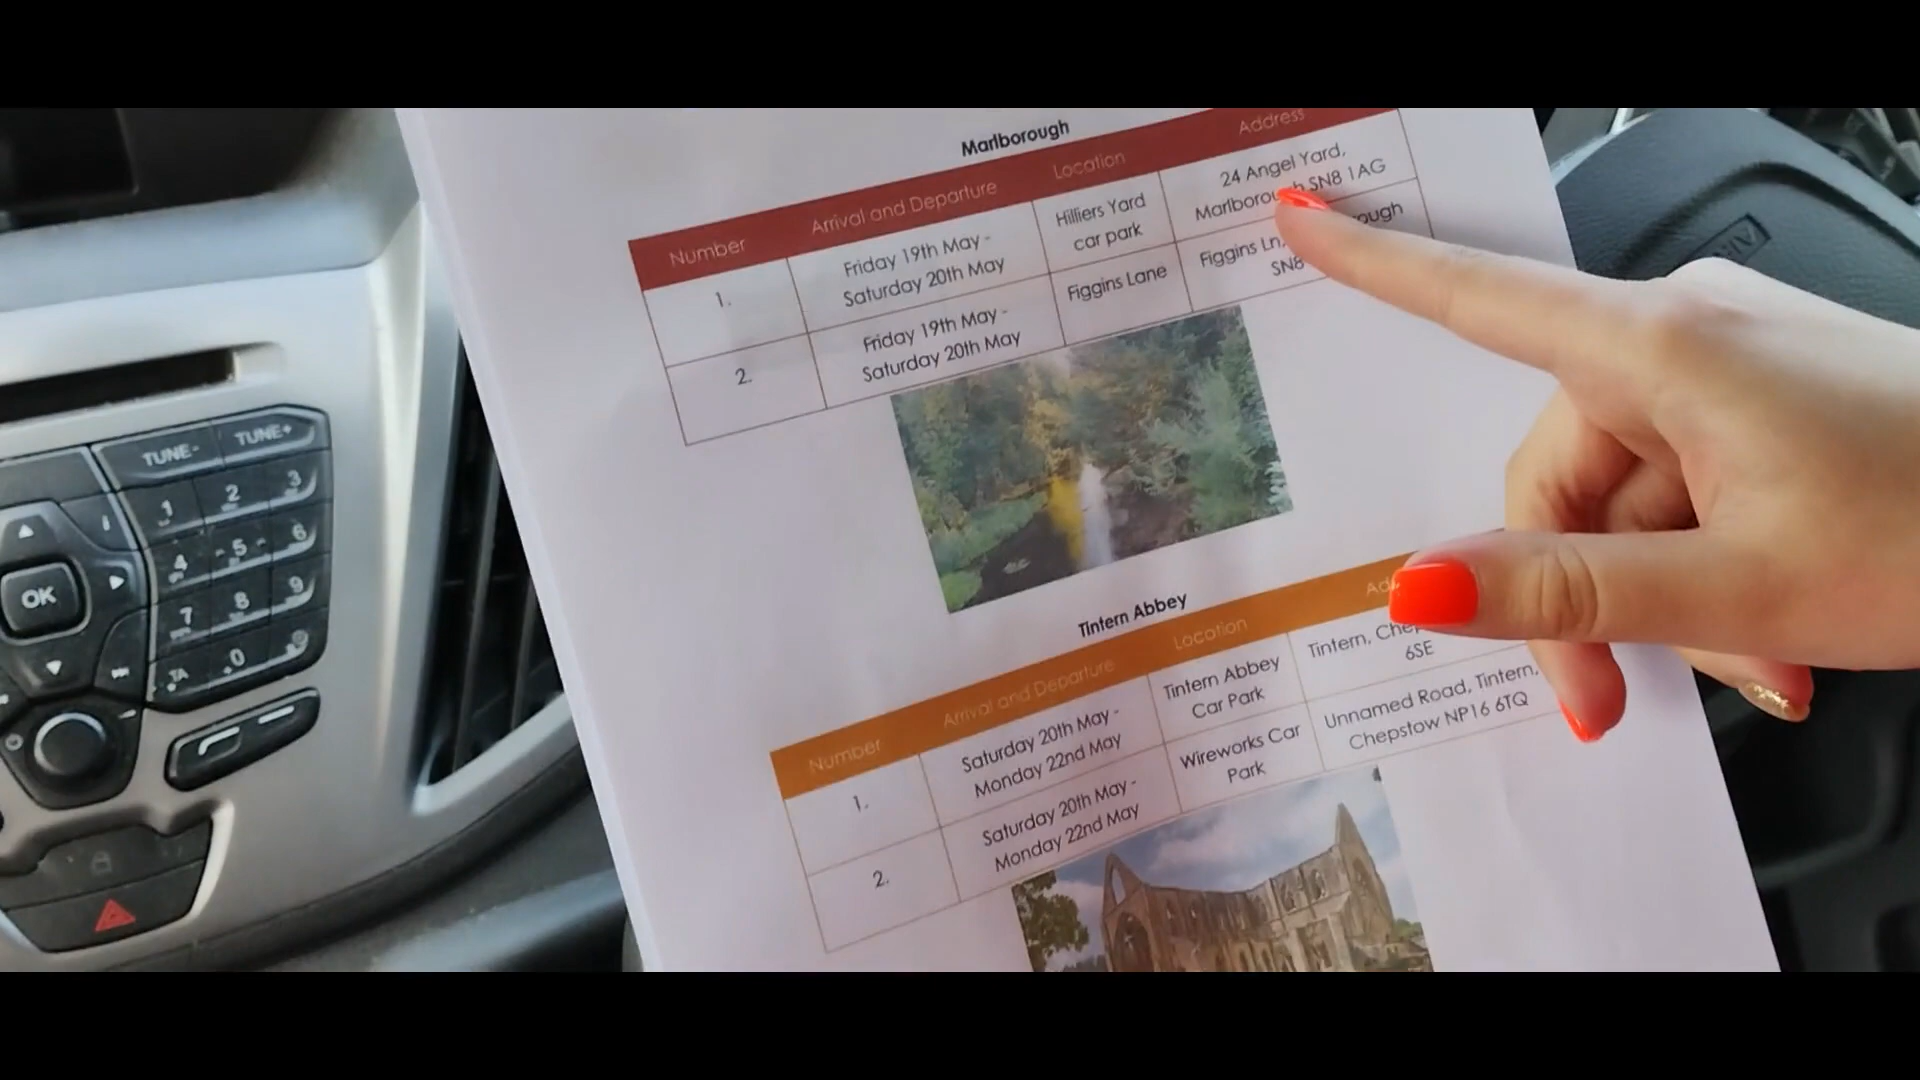 Marlborough
Number Arrival and Departure Location Address
1. Friday 19th May - Hilliers Yard 24 Angel Yard,
Saturday 20th May car park SN8 1AG
2. Friday 19th May - Figgins Lane Figgins Ln,
Saturday 20th May SN8
Tintern Abbey
Number Arrival and Departure Location
1. Saturday 20th May - Tintern Abbey Tintern,
Monday 22nd May Car Park 6SE
2. Saturday 20th May - Wireworks Car Unnamed Road, Tintern,
Monday 22nd May Park Chepstow NP16 6TQ
TUNE- TUNE+
1 2 3
4 5 6
OK
7 8 9
TA 0
i
AIR